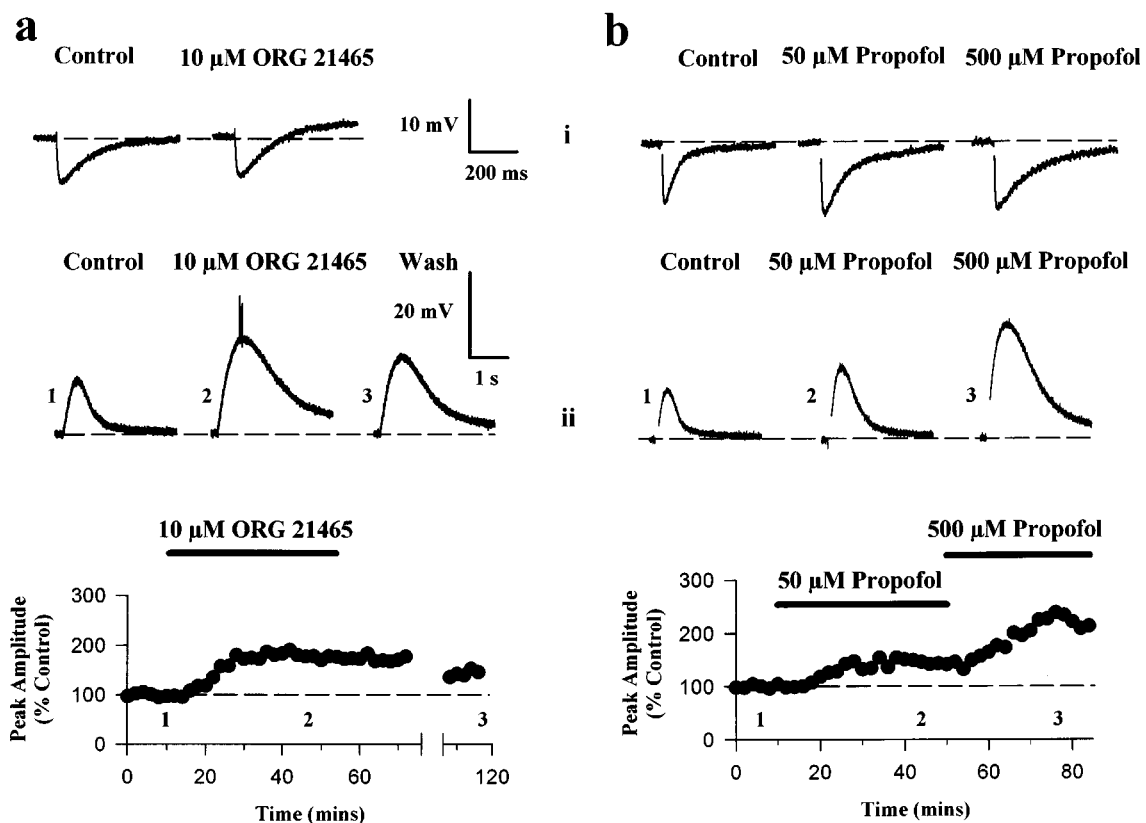 a
b
Control 10 µM ORG 21465
10 mV
200 ms
i
Control 50 µM Propofol 500 µM Propofol
Control 10 µM ORG 21465 Wash
20 mV
1 s
1 2 3
ii
Control 50 µM Propofol 500 µM Propofol
1 2 3
10 µM ORG 21465
Peak Amplitude
(% Control)
300
200
100
0
1 2 3
0 20 40 60 120
Time (mins)
500 µM Propofol
50 µM Propofol
Peak Amplitude
(% Control)
300
200
100
0
1 2 3
0 20 40 60 80
Time (mins)